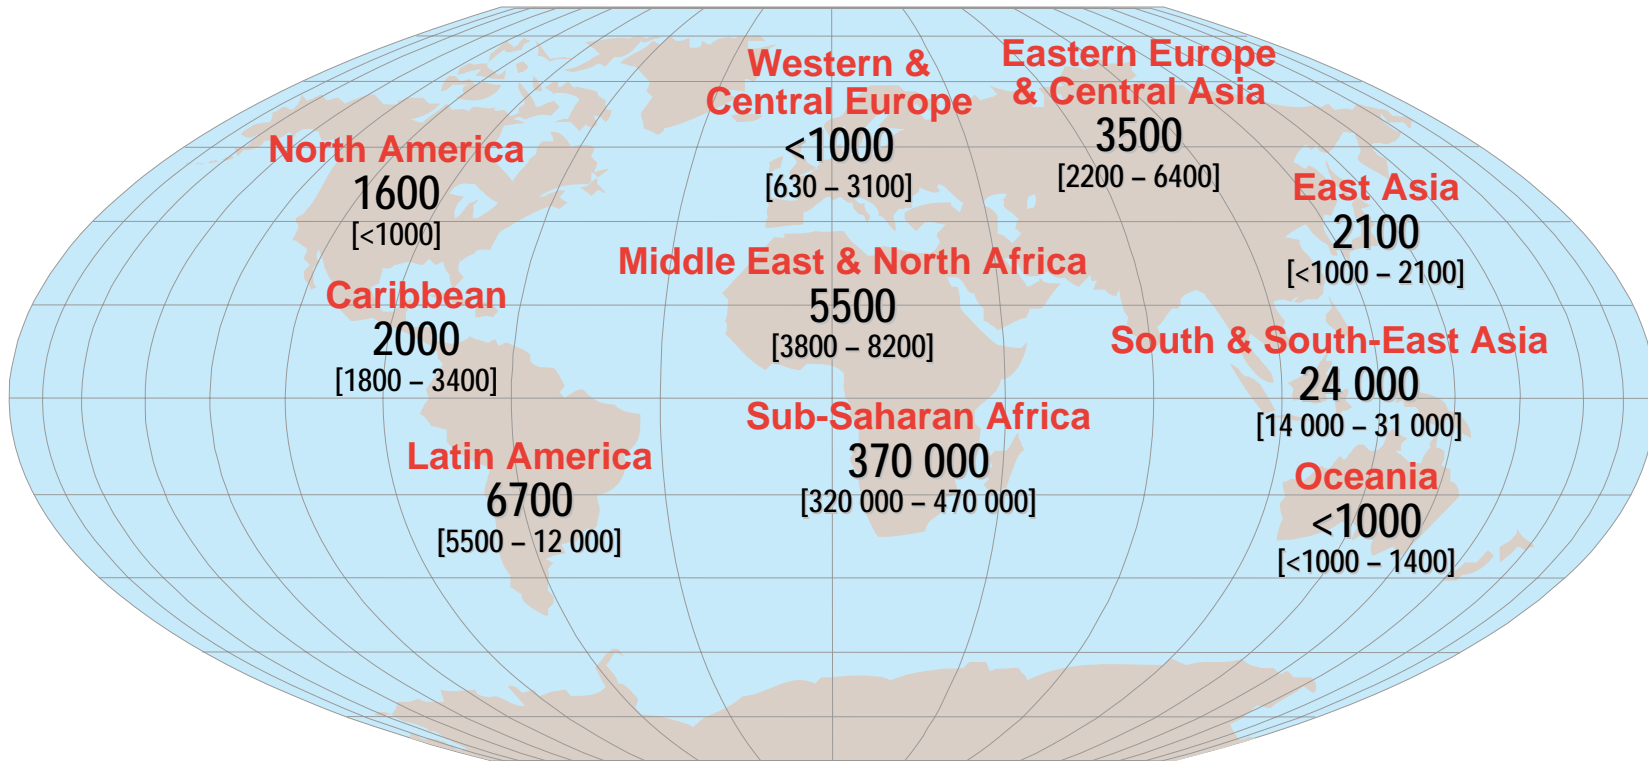 Western &
Central Europe
<1000
[630 – 3100]
Eastern Europe
& Central Asia
3500
[2200 – 6400]
North America
1600
[<1000]
East Asia
2100
[<1000 – 2100]
Middle East & North Africa
5500
[3800 – 8200]
Caribbean
2000
[1800 – 3400]
South & South-East Asia
24 000
[14 000 – 31 000]
Sub-Saharan Africa
370 000
[320 000 – 470 000]
Latin America
6700
[5500 – 12 000]
Oceania
<1000
[<1000 – 1400]